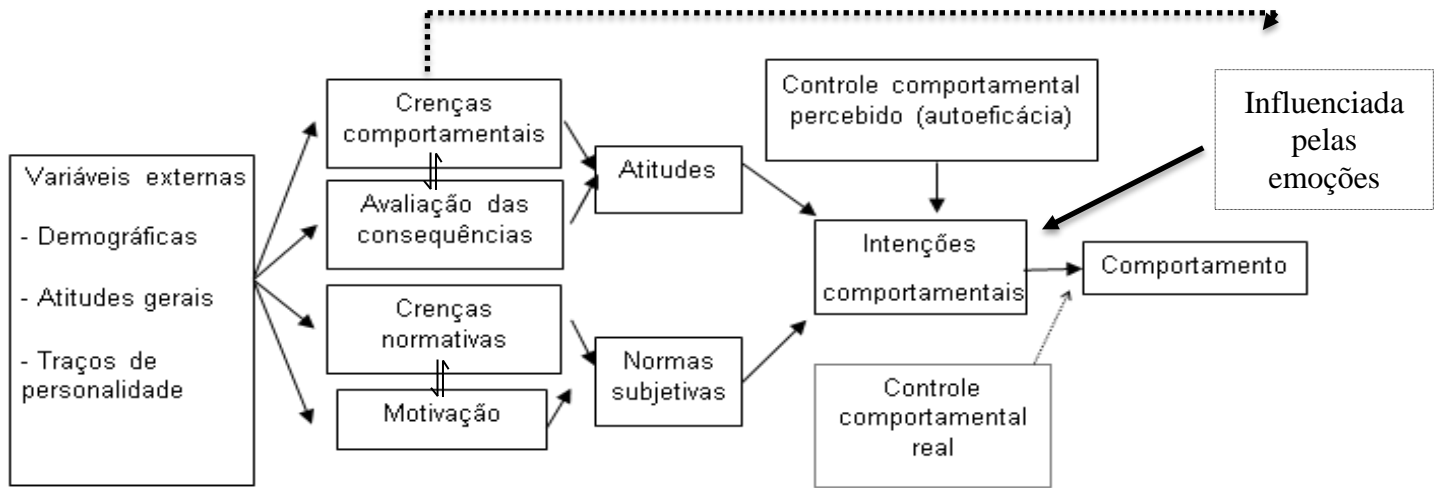 Variáveis externas
- Demográficas
- Atitudes gerais
- Traços de
personalidade
Crenças
comportamentais
Avaliação das
consequências
Crenças
normativas
Motivação
Atitudes
Normas
subjetivas
Controle comportamental
percebido (autoeficácia)
Intenções
comportamentais
Controle
comportamental
real
Comportamento
Influenciada
pelas
emoções